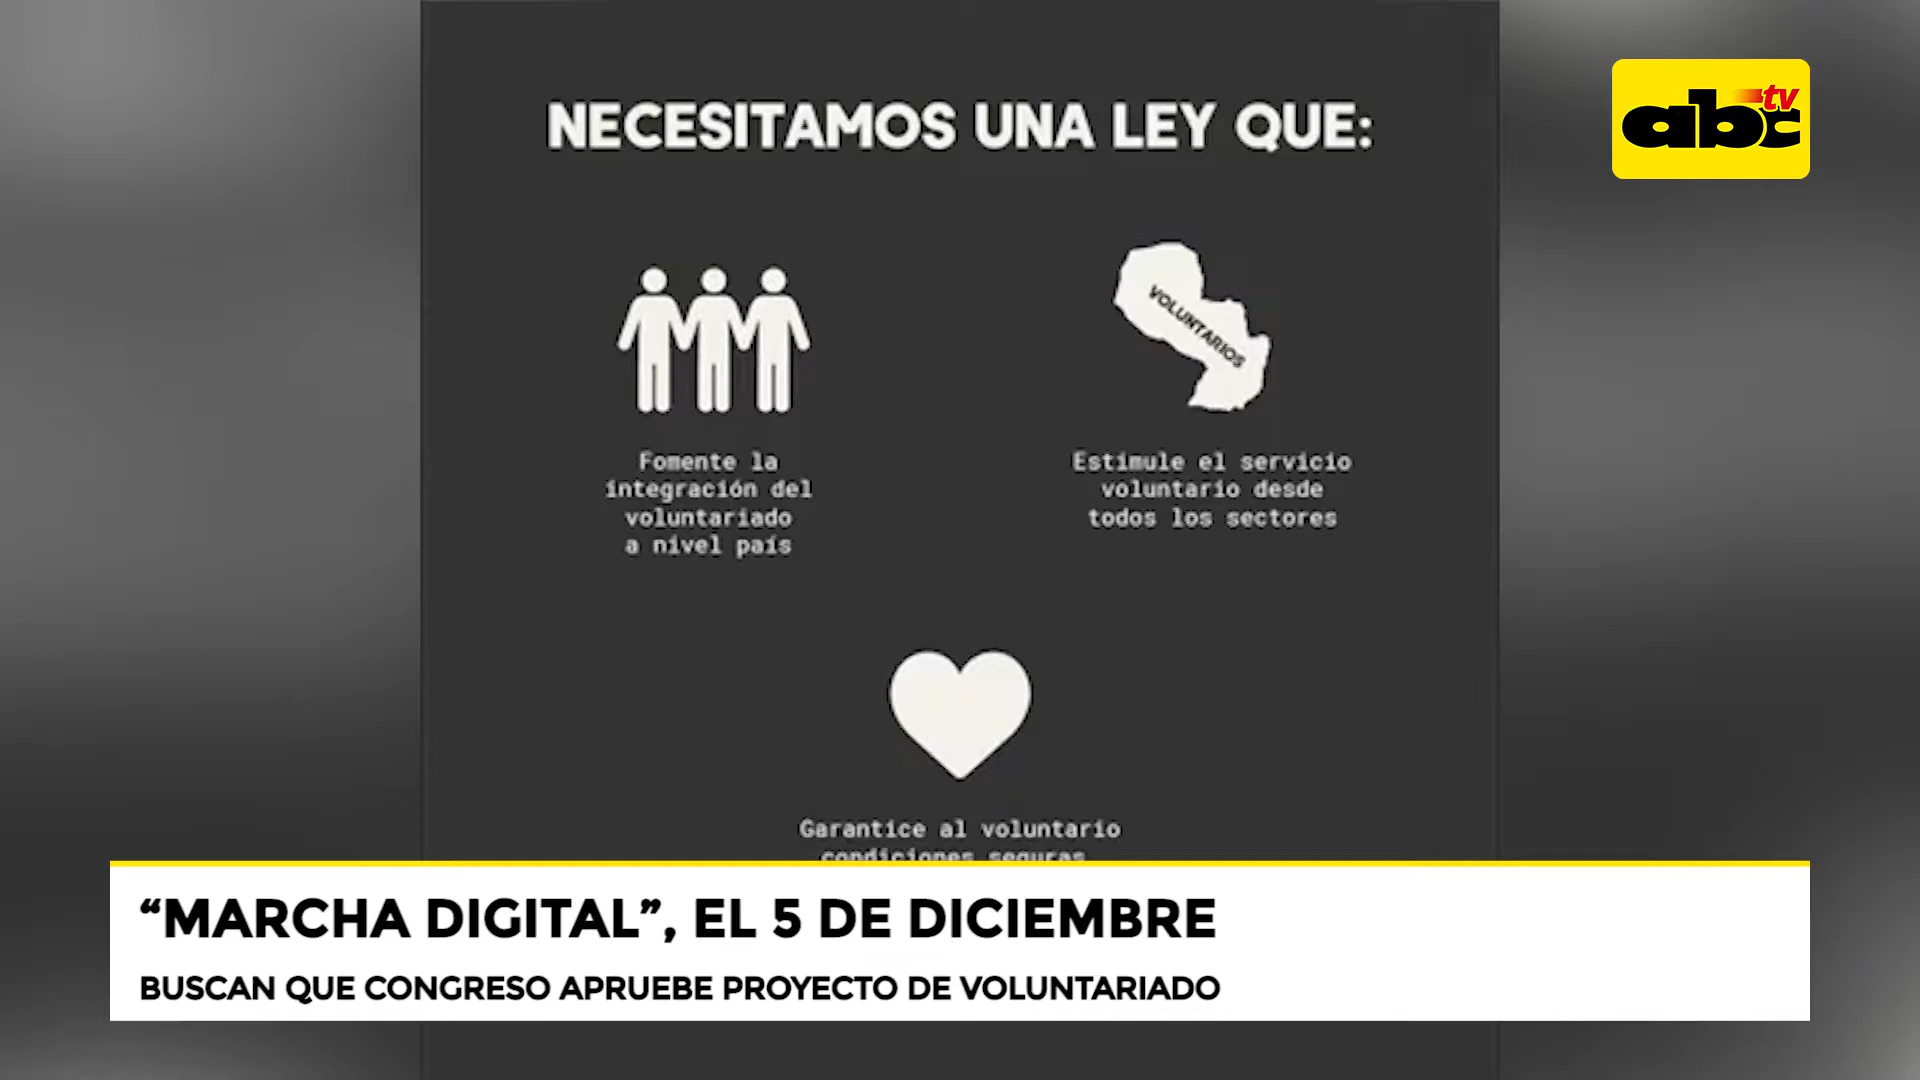 NECESITAMOS UNA LEY QUE:
abc tv
VOLUNTARIOS
Fomente la
integración del
voluntariado
a nivel país
Estimule el servicio
voluntario desde
todos los sectores
Garantice al voluntario
condiciones seguras
“MARCHA DIGITAL”, EL 5 DE DICIEMBRE
BUSCAN QUE CONGRESO APRUEBE PROYECTO DE VOLUNTARIADO